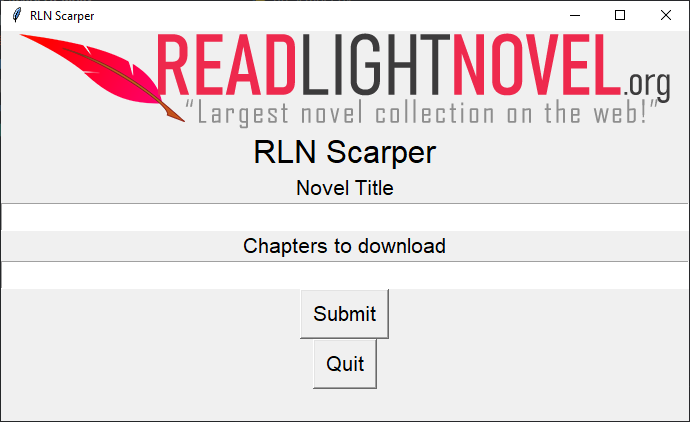 RLN Scarper
READLIGHTNOVEL.org
“Largest novel collection on the web!”
RLN Scarper
Novel Title
Chapters to download
Submit
Quit